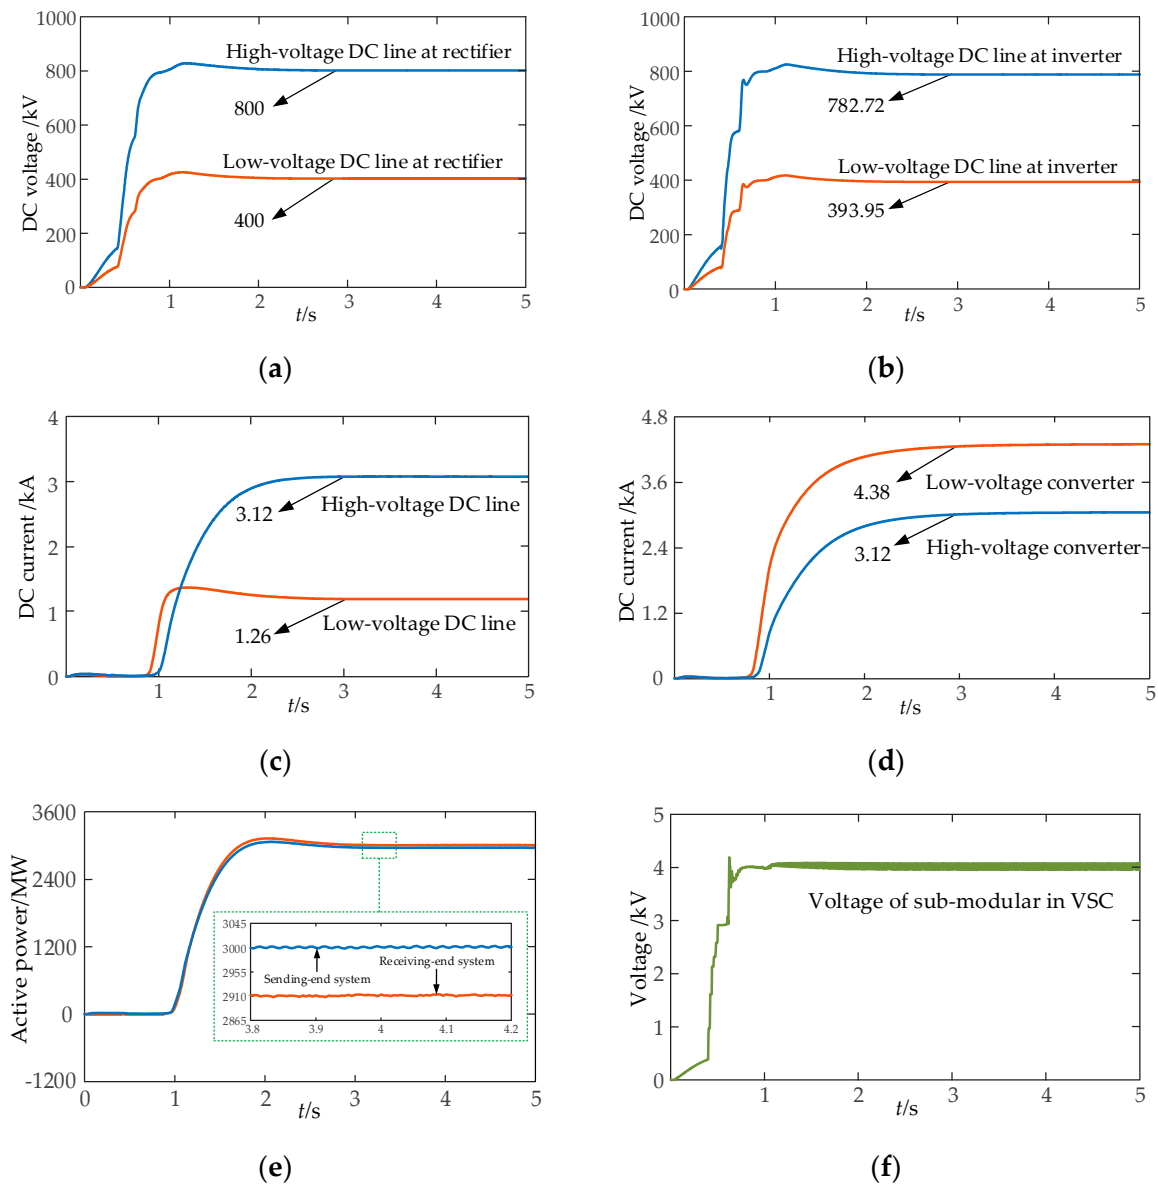 1000
800
600
400
200
0
1
2
3
4
5
DC voltage /kV
t/s
High-voltage DC line at rectifier
800
Low-voltage DC line at rectifier
400
(a)
1000
800
600
400
200
0
1
2
3
4
5
DC voltage /kV
t/s
High-voltage DC line at inverter
782.72
Low-voltage DC line at inverter
393.95
(b)
4
3
2
1
0
1
2
3
4
5
DC current /kA
t/s
3.12
High-voltage DC line
1.26
Low-voltage DC line
(c)
4.8
3.6
2.4
1.2
0
0
1
2
3
4
5
DC current /kA
t/s
4.38
Low-voltage converter
3.12
High-voltage converter
(d)
3600
2400
1200
0
-1200
0
1
2
3
4
5
Active power/MW
t/s
3045
3000
2955
2910
2865
3.8
3.9
4
4.1
4.2
Sending-end system
Receiving-end system
(e)
5
4
3
2
1
0
1
2
3
4
5
Voltage /kV
t/s
Voltage of sub-modular in VSC
(f)